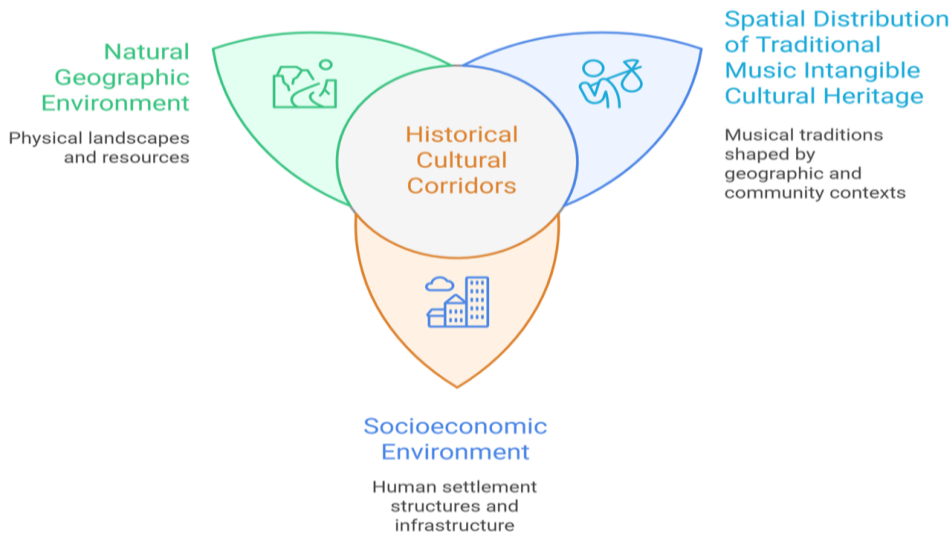 Natural
Geographic
Environment
Physical landscapes
and resources
Historical
Cultural
Corridors
Spatial Distribution
of Traditional
Music Intangible
Cultural Heritage
Musical traditions
shaped by
geographic and
community contexts
Socioeconomic
Environment
Human settlement
structures and
infrastructure